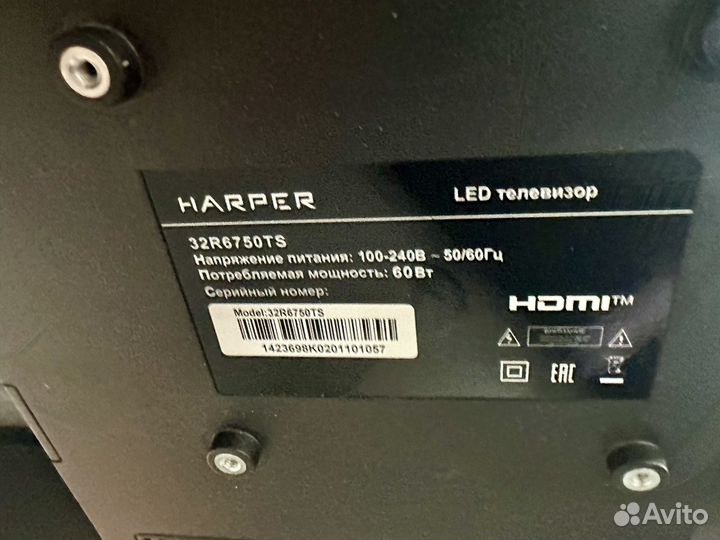 HARPER
LED телевизор
32R6750TS
Напряжение питания: 100-240В ~ 50/60Гц
Потребляемая мощность: 60Вт
Серийный номер:
Model:32R6750TS
1423698K0201101057
HDMI™
EAC
Avito